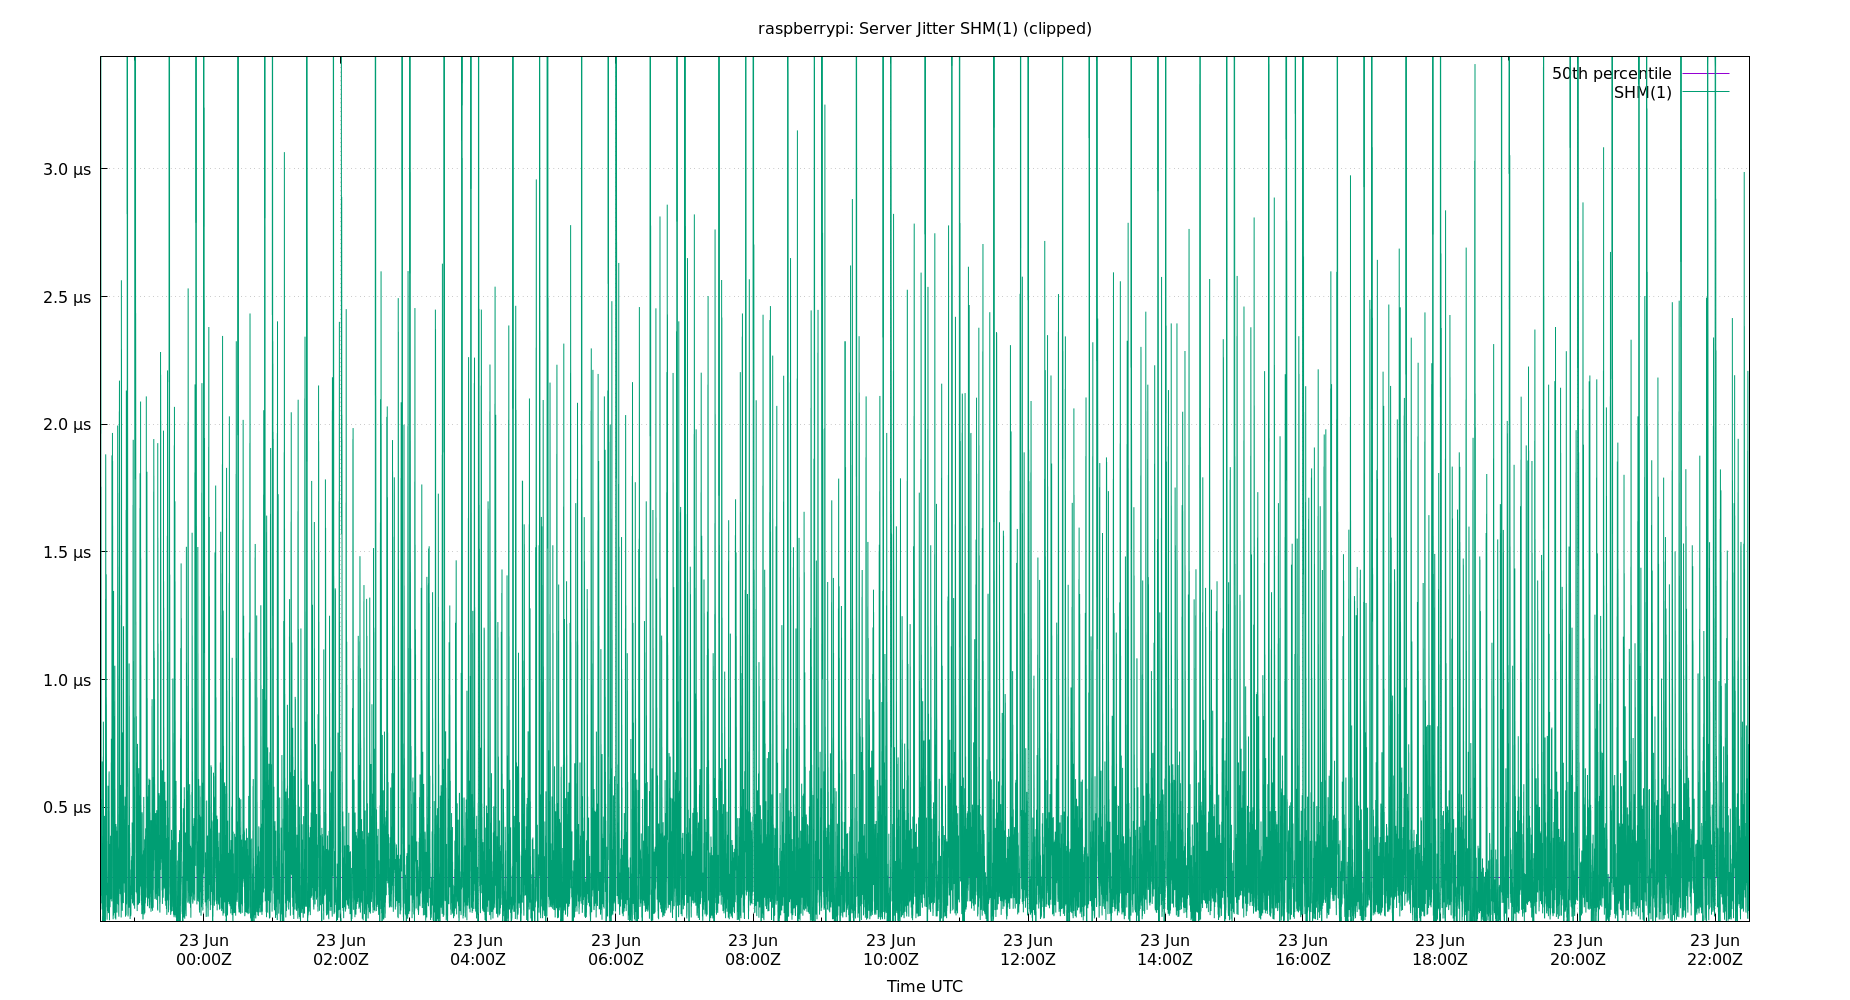 raspberrypi: Server Jitter SHM(1) (clipped)
50th percentile
SHM(1)
3.0 µs
2.5 µs
2.0 µs
1.5 µs
1.0 µs
0.5 µs
23 Jun 23 Jun 23 Jun 23 Jun 23 Jun 23 Jun 23 Jun 23 Jun 23 Jun 23 Jun 23 Jun 23 Jun
00:00Z 02:00Z 04:00Z 06:00Z 08:00Z 10:00Z 12:00Z 14:00Z 16:00Z 18:00Z 20:00Z 22:00Z
Time UTC